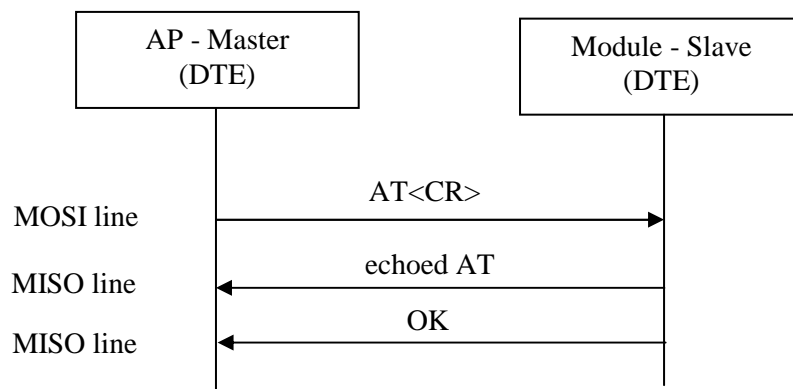 AP - Master
(DTE)
Module - Slave
(DTE)
AT<CR>
MOSI line
echoed AT
MISO line
OK
MISO line